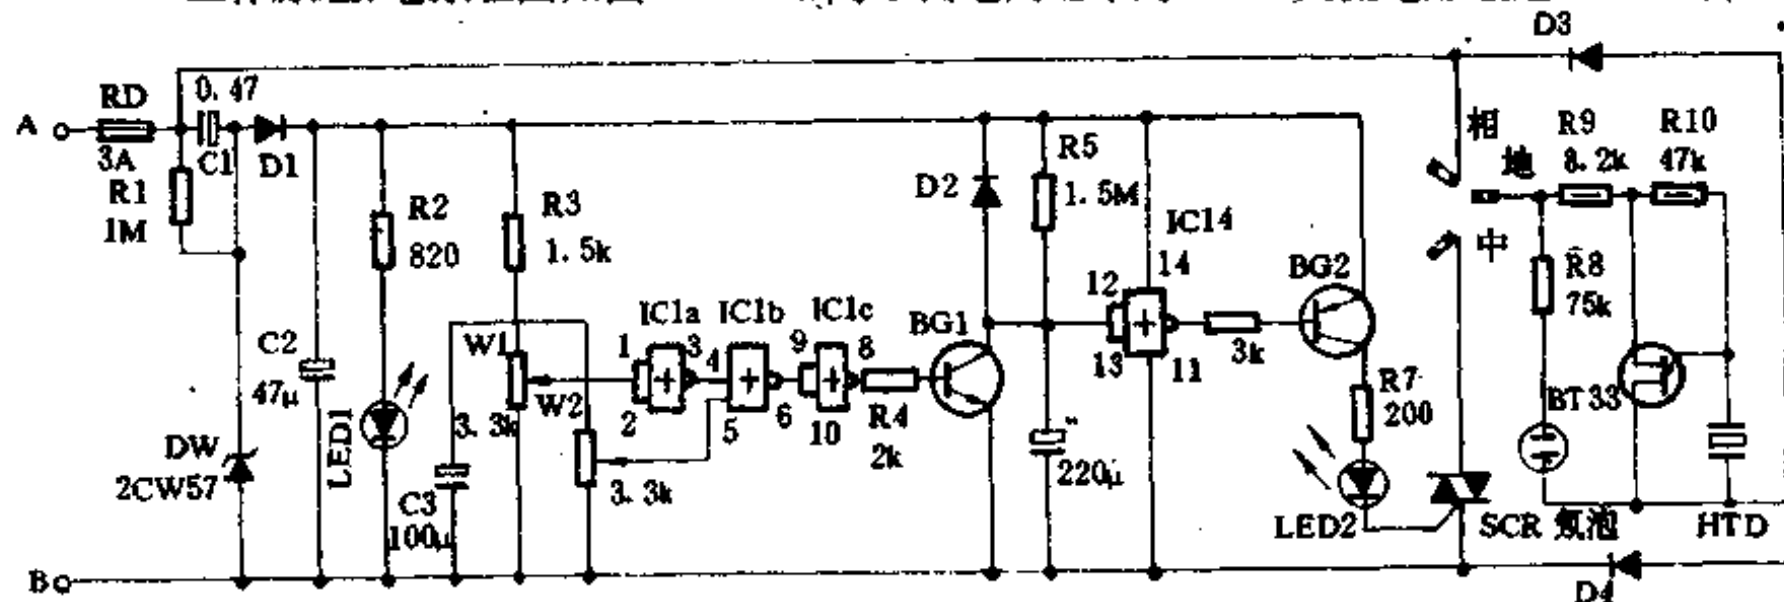 D3
RD
0.47
A
3A
C1
D1
R1
1M
R2
820
R3
1.5k
D2
R5
1.5M
IC14
相
地
中
R9
8.2k
R10
47k
R8
75k
C2
47μ
LED1
DW
2CW57
W1
3.3k
W2
3.3k
C3
100μ
IC1a
IC1b
IC1c
1
2
3
4
5
6
9
10
8
R4
2k
BG1
12
13
14
11
3k
BG2
R7
200
220μ
LED2
SCR
氖泡
BT33
HTD
B
D4